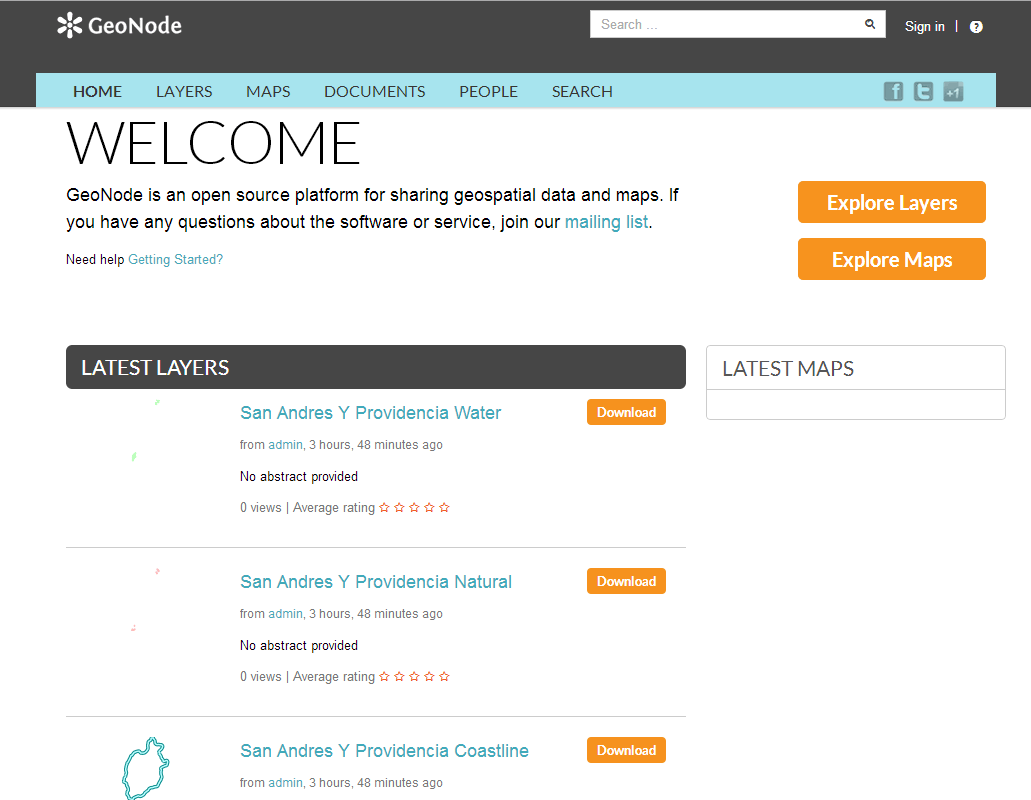 GeoNode
Search ...
Sign in | ?
HOME LAYERS MAPS DOCUMENTS PEOPLE SEARCH
f t +1
WELCOME
GeoNode is an open source platform for sharing geospatial data and maps. If
you have any questions about the software or service, join our mailing list.
Need help Getting Started?
Explore Layers
Explore Maps
LATEST LAYERS
San Andres Y Providencia Water
Download
from admin, 3 hours, 48 minutes ago
No abstract provided
0 views | Average rating
San Andres Y Providencia Natural
Download
from admin, 3 hours, 48 minutes ago
No abstract provided
0 views | Average rating
San Andres Y Providencia Coastline
Download
from admin, 3 hours, 48 minutes ago
LATEST MAPS